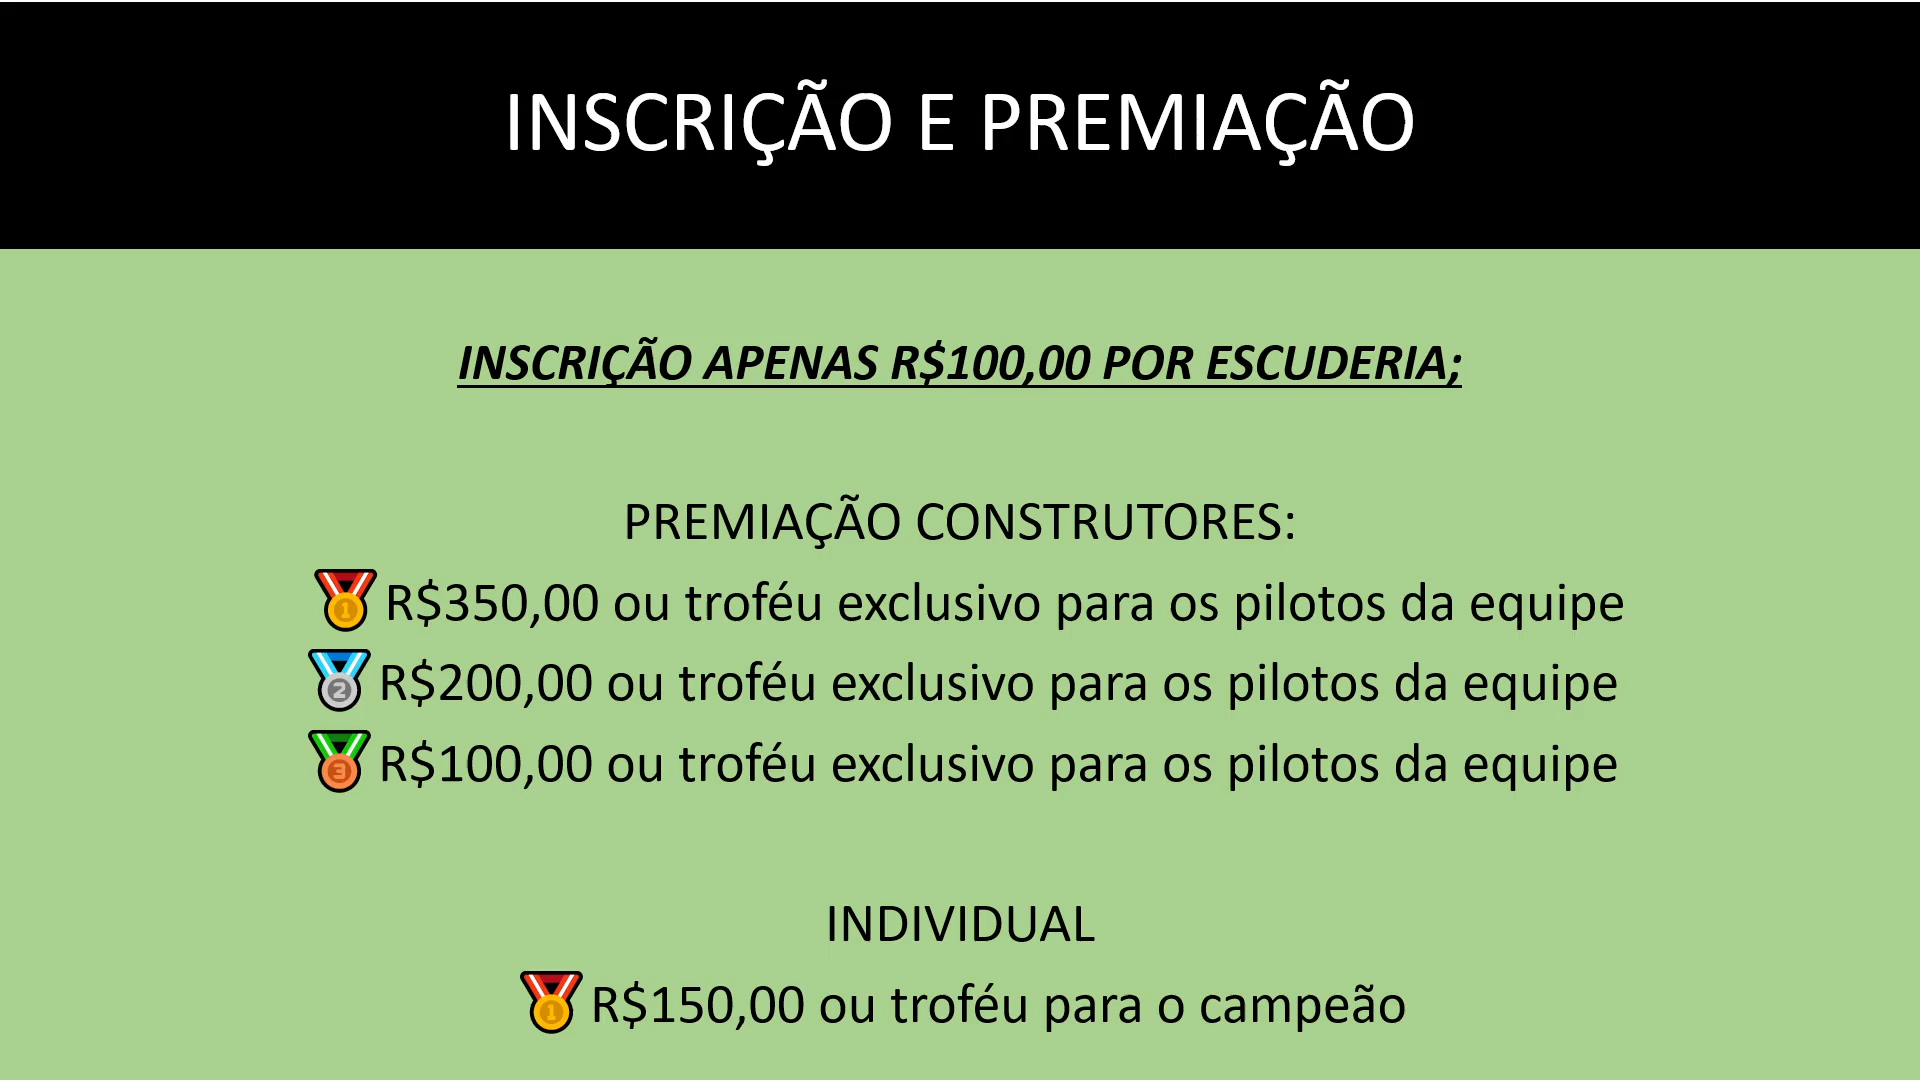 INSCRIÇÃO E PREMIAÇÃO
INSCRIÇÃO APENAS R$100,00 POR ESCUDERIA;
PREMIAÇÃO CONSTRUTORES:
🥇R$350,00 ou troféu exclusivo para os pilotos da equipe
🥈R$200,00 ou troféu exclusivo para os pilotos da equipe
🥉R$100,00 ou troféu exclusivo para os pilotos da equipe
INDIVIDUAL
🥇R$150,00 ou troféu para o campeão